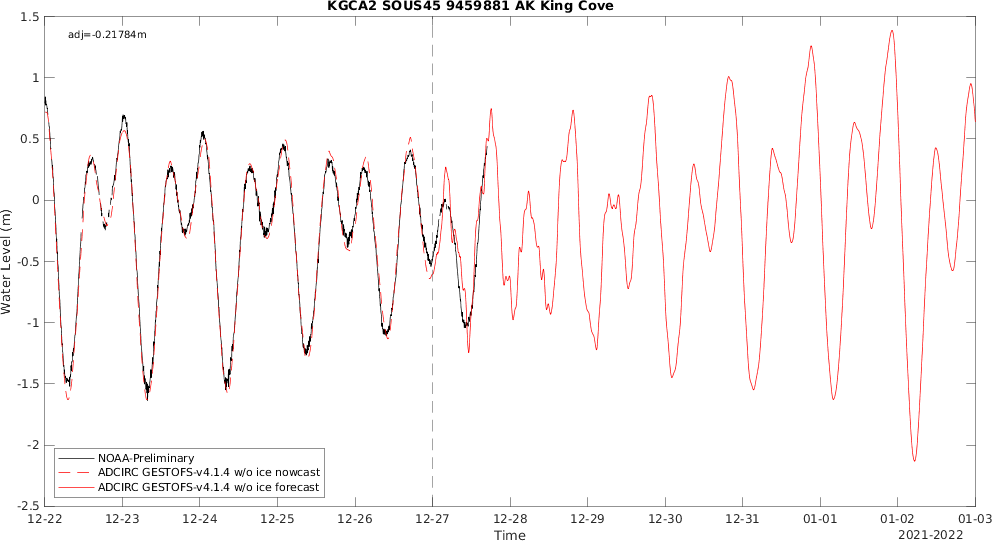 KGCA2 SOUS45 9459881 AK King Cove
adj=-0.21784m
1.5
1
0.5
0
-0.5
-1
-1.5
-2
-2.5
Water Level (m)
NOAA-Preliminary
ADCIRC GESTOFS-v4.1.4 w/o ice nowcast
ADCIRC GESTOFS-v4.1.4 w/o ice forecast
12-22 12-23 12-24 12-25 12-26 12-27 12-28 12-29 12-30 12-31 01-01 01-02 01-03
Time
2021-2022